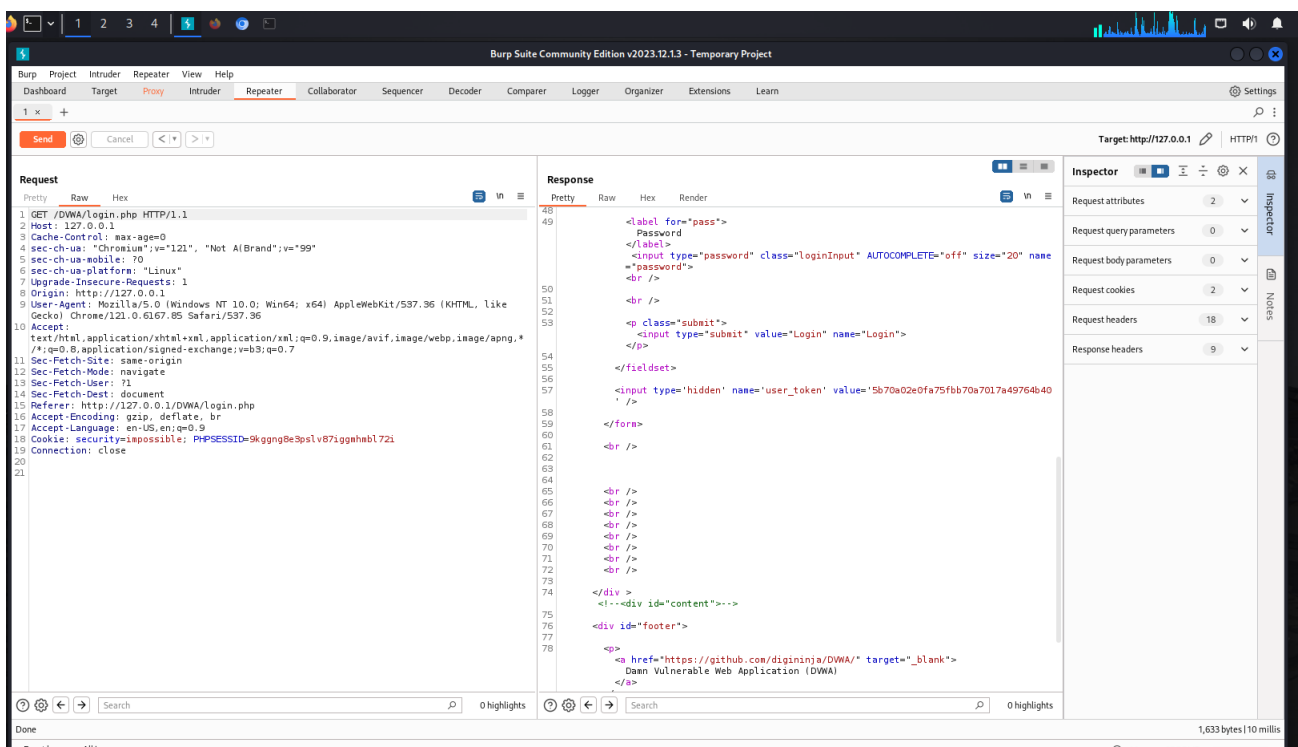 1 2 3 4
Burp Suite Community Edition v2023.12.1.3 - Temporary Project
Burp Project Intruder Repeater View Help
Dashboard Target Proxy Intruder Repeater Collaborator Sequencer Decoder Comparer Logger Organizer Extensions Learn Settings
1 × +
Send Cancel < > Target: http://127.0.0.1 HTTP/1
Request
Pretty Raw Hex \n
1 GET /DVWA/login.php HTTP/1.1
2 Host: 127.0.0.1
3 Cache-Control: max-age=0
4 sec-ch-ua: "Chromium";v="121", "Not A(Brand";v="99"
5 sec-ch-ua-mobile: ?0
6 sec-ch-ua-platform: "Linux"
7 Upgrade-Insecure-Requests: 1
8 Origin: http://127.0.0.1
9 User-Agent: Mozilla/5.0 (Windows NT 10.0; Win64; x64) AppleWebKit/537.36 (KHTML, like
Gecko) Chrome/121.0.6167.85 Safari/537.36
10 Accept:
text/html,application/xhtml+xml,application/xml;q=0.9,image/avif,image/webp,image/apng,*
/*;q=0.8,application/signed-exchange;v=b3;q=0.7
11 Sec-Fetch-Site: same-origin
12 Sec-Fetch-Mode: navigate
13 Sec-Fetch-User: ?1
14 Sec-Fetch-Dest: document
15 Referer: http://127.0.0.1/DVWA/login.php
16 Accept-Encoding: gzip, deflate, br
17 Accept-Language: en-US,en;q=0.9
18 Cookie: security=impossible; PHPSESSID=9kggng8e3pslv87iggmhmbl72i
19 Connection: close
20
21
Search 0 highlights
Response
Pretty Raw Hex Render \n
48
49 <label for="pass">
Password
</label>
<input type="password" class="loginInput" AUTOCOMPLETE="off" size="20" name
="password">
<br />
50
51 <br />
52
53 <p class="submit">
<input type="submit" value="Login" name="Login">
</p>
54
55 </fieldset>
56
57 <input type='hidden' name='user_token' value='5b70a02e0fa75fbb70a7017a49764b40
' />
58
59 </form>
60
61 <br />
62
63
64
65 <br />
66 <br />
67 <br />
68 <br />
69 <br />
70 <br />
71 <br />
72 <br />
73
74 </div >
<!--<div id="content">-->
75
76 <div id="footer">
77
78 <p>
<a href="https://github.com/digininja/DVWA/" target="_blank">
Damn Vulnerable Web Application (DVWA)
</a>
Search 0 highlights
Inspector
Request attributes 2
Request query parameters 0
Request body parameters 0
Request cookies 2
Request headers 18
Response headers 9
Inspector
Notes
Done 1,633 bytes | 10 millis